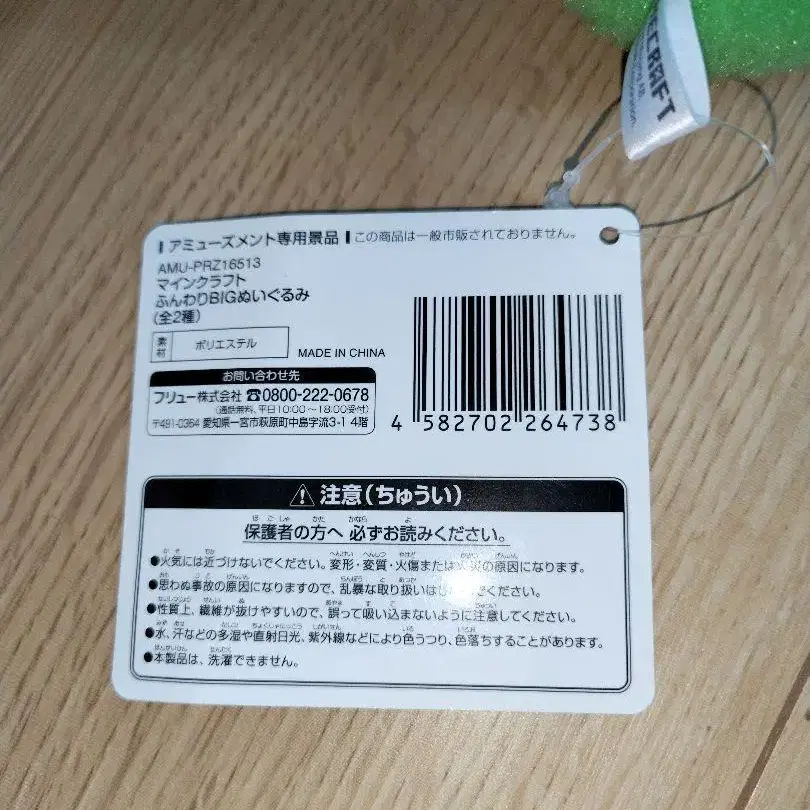 CRAFT
アミューズメント専用景品 この商品は一般市販されておりません。
AMU-PRZ16513
マインクラフト
ふんわりBIGぬいぐるみ
(全2種)
素材 ポリエステル
MADE IN CHINA
お問い合わせ先
フリュー株式会社 ☎0800-222-0678
(通話無料、平日10:00~18:00受付)
〒491-0364 愛知県一宮市萩原町中島字流3-1 4階
4 582702 264738
⚠ 注意(ちゅうい)
保護者の方へ 必ずお読みください。
●火気には近づけないでください。変形・変質・火傷または の原因になります。
●思わぬ事故の原因になりますので、乱暴な取り扱いは ください。
●性質上、繊維が抜けやすいので、誤って吸い込まないように注意してください。
●水、汗などの多湿や直射日光、紫外線などにより色うつり、色落ちすることがあります。
●本製品は、洗濯できません。